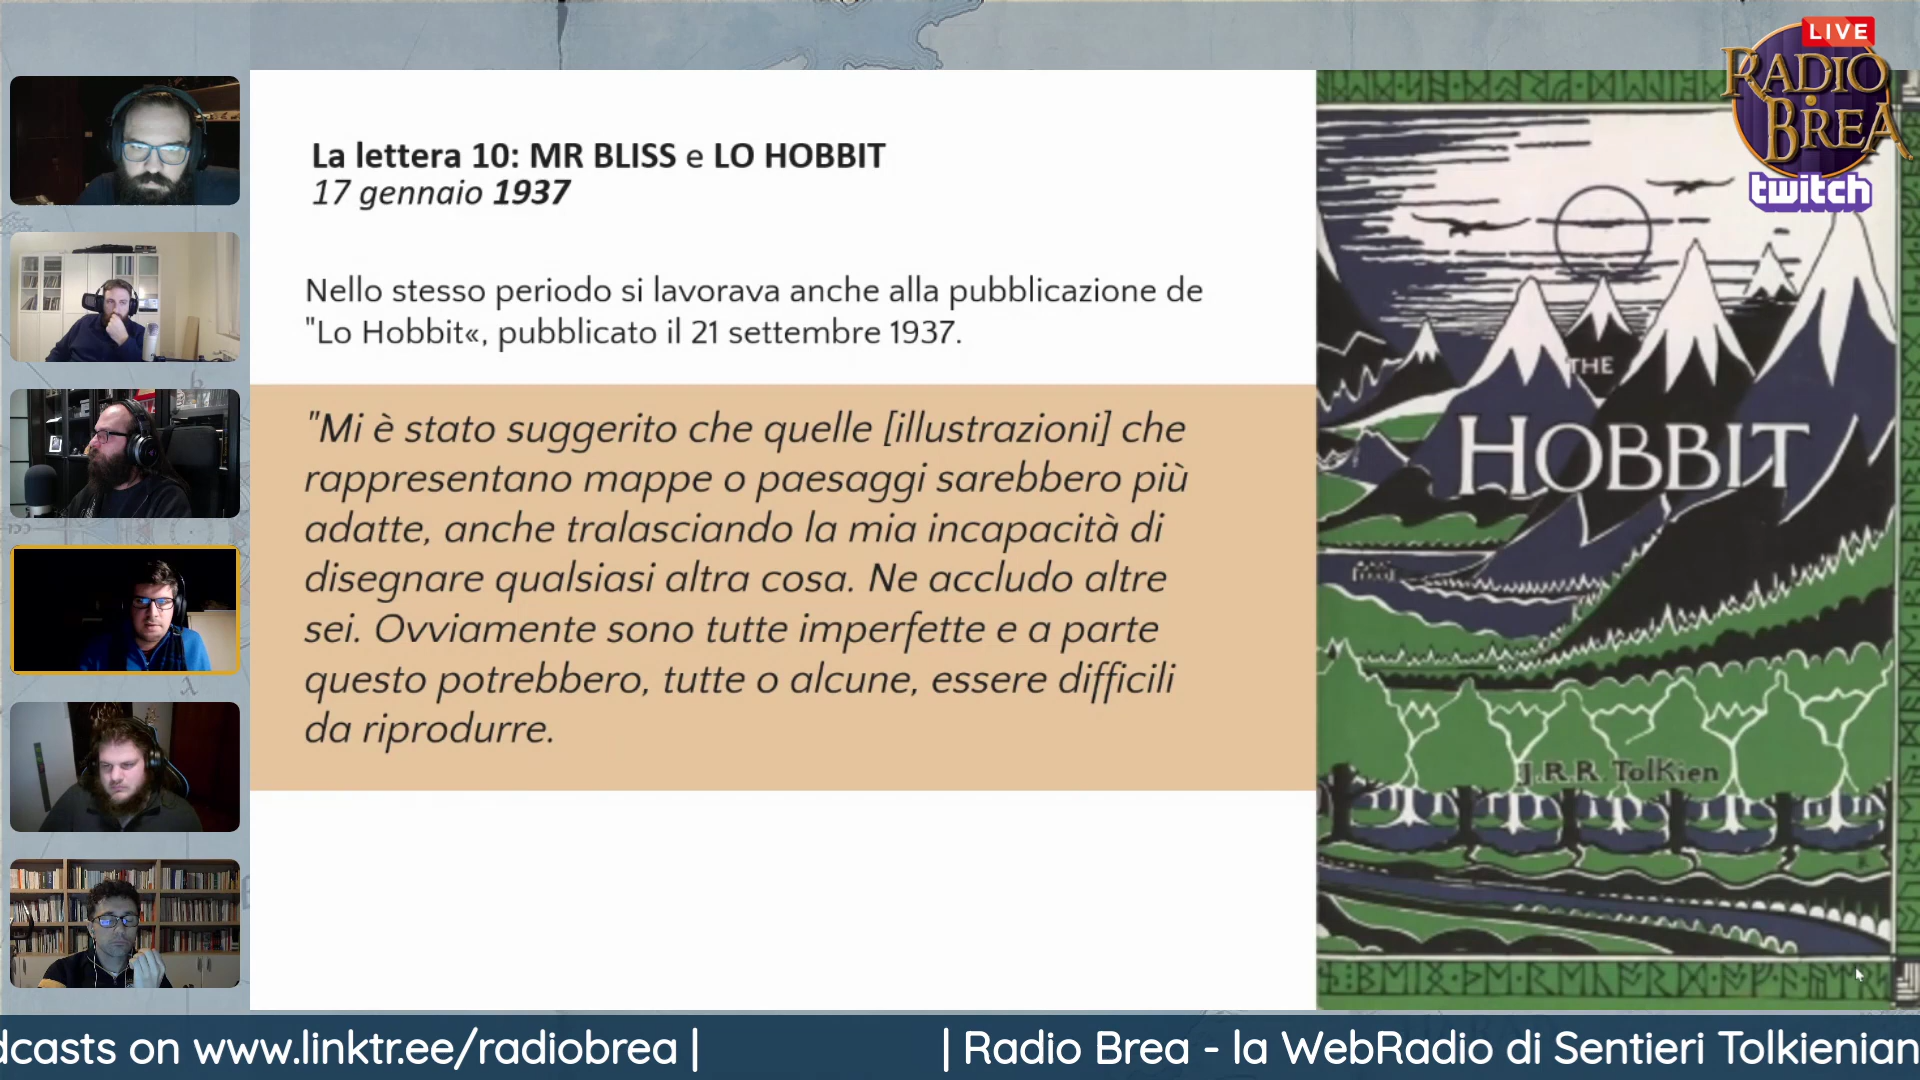 LIVE
RADIO
BREA
twitch
La lettera 10: MR BLISS e LO HOBBIT
17 gennaio 1937
Nello stesso periodo si lavorava anche alla pubblicazione de
"Lo Hobbit«, pubblicato il 21 settembre 1937.
"Mi è stato suggerito che quelle [illustrazioni] che
rappresentano mappe o paesaggi sarebbero più
adatte, anche tralasciando la mia incapacità di
disegnare qualsiasi altra cosa. Ne accludo altre
sei. Ovviamente sono tutte imperfette e a parte
questo potrebbero, tutte o alcune, essere difficili
da riprodurre.
THE
HOBBIT
J.R.R. Tolkien
dcasts on www.linktr.ee/radiobrea | | Radio Brea - la WebRadio di Sentieri Tolkienian